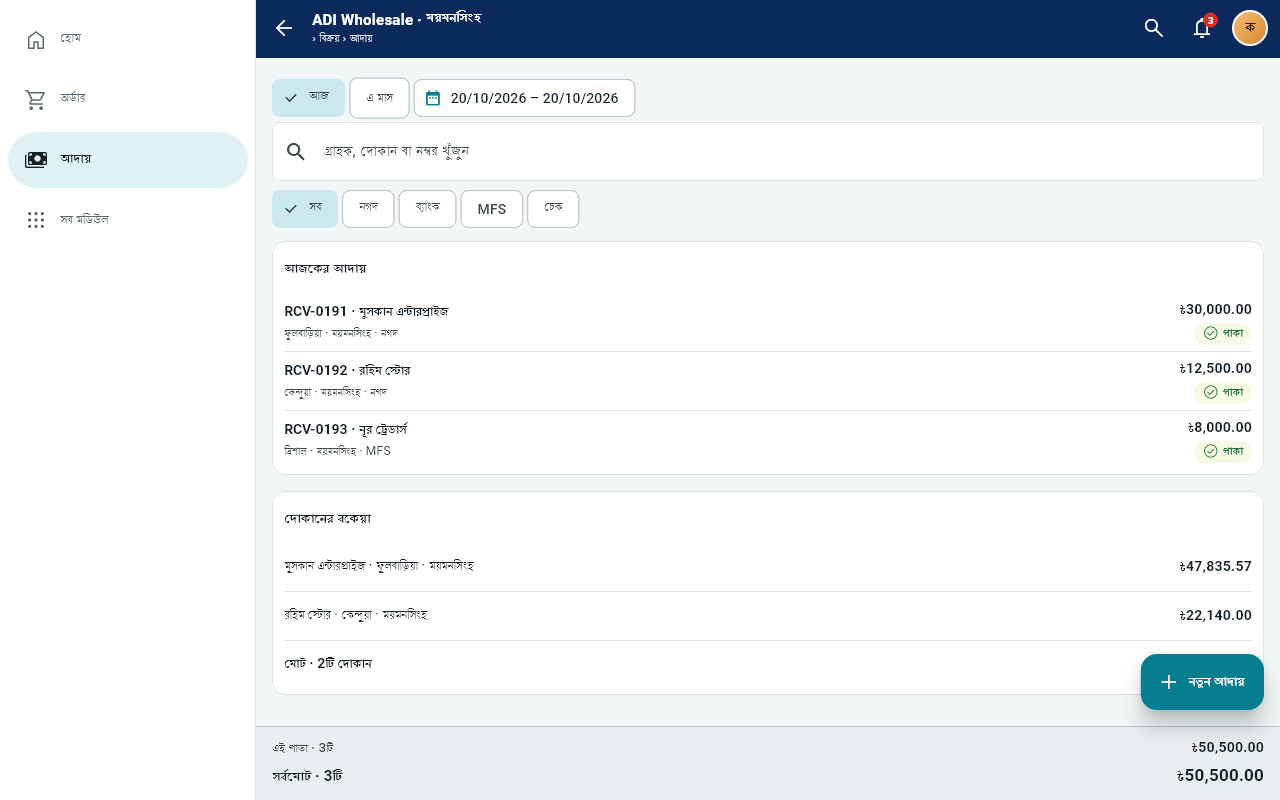 হোম
অর্ডার
আদায়
সব মডিউল
ADI Wholesale · ময়মনসিংহ
› বিক্রয় › আদায়
3
ক
আজ
এ মাস
20/10/2026 – 20/10/2026
গ্রাহক, দোকান বা নম্বর খুঁজুন
সব
নগদ
ব্যাংক
MFS
চেক
আজকের আদায়
RCV-0191 · মুসকান এন্টারপ্রাইজ
৳30,000.00
ফুলবাড়িয়া · ময়মনসিংহ · নগদ
পাকা
RCV-0192 · রহিম স্টোর
৳12,500.00
কেন্দুয়া · ময়মনসিংহ · নগদ
পাকা
RCV-0193 · নূর ট্রেডার্স
৳8,000.00
ত্রিশাল · ময়মনসিংহ · MFS
পাকা
দোকানের বকেয়া
মুসকান এন্টারপ্রাইজ · ফুলবাড়িয়া · ময়মনসিংহ
৳47,835.57
রহিম স্টোর · কেন্দুয়া · ময়মনসিংহ
৳22,140.00
মোট · 2টি দোকান
নতুন আদায়
এই পাতা · 3টি
৳50,500.00
সর্বমোট · 3টি
৳50,500.00